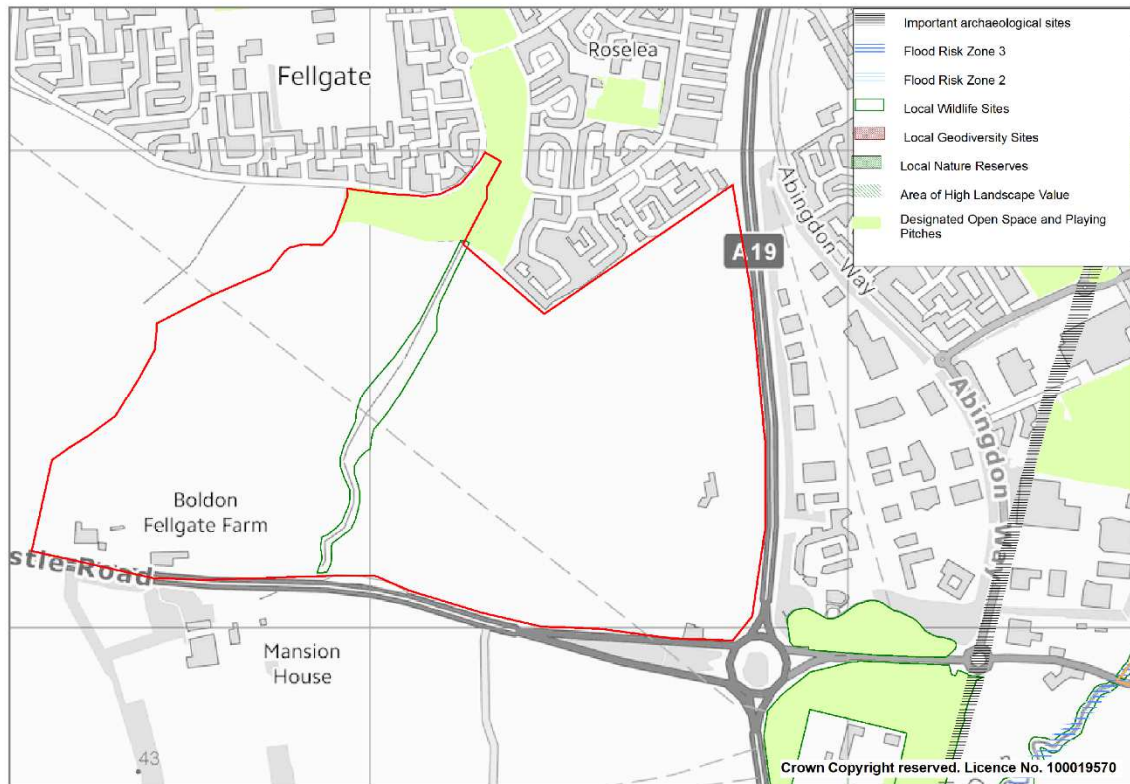 Fellgate
Roselea
Important archaeological sites
Flood Risk Zone 3
Flood Risk Zone 2
Local Wildlife Sites
Local Geodiversity Sites
Local Nature Reserves
Area of High Landscape Value
Designated Open Space and Playing
Pitches
Abingdon Way
A19
Abingdon Way
Boldon
Fellgate Farm
stle Road
Mansion
House
43
Crown Copyright reserved. Licence No. 100019570